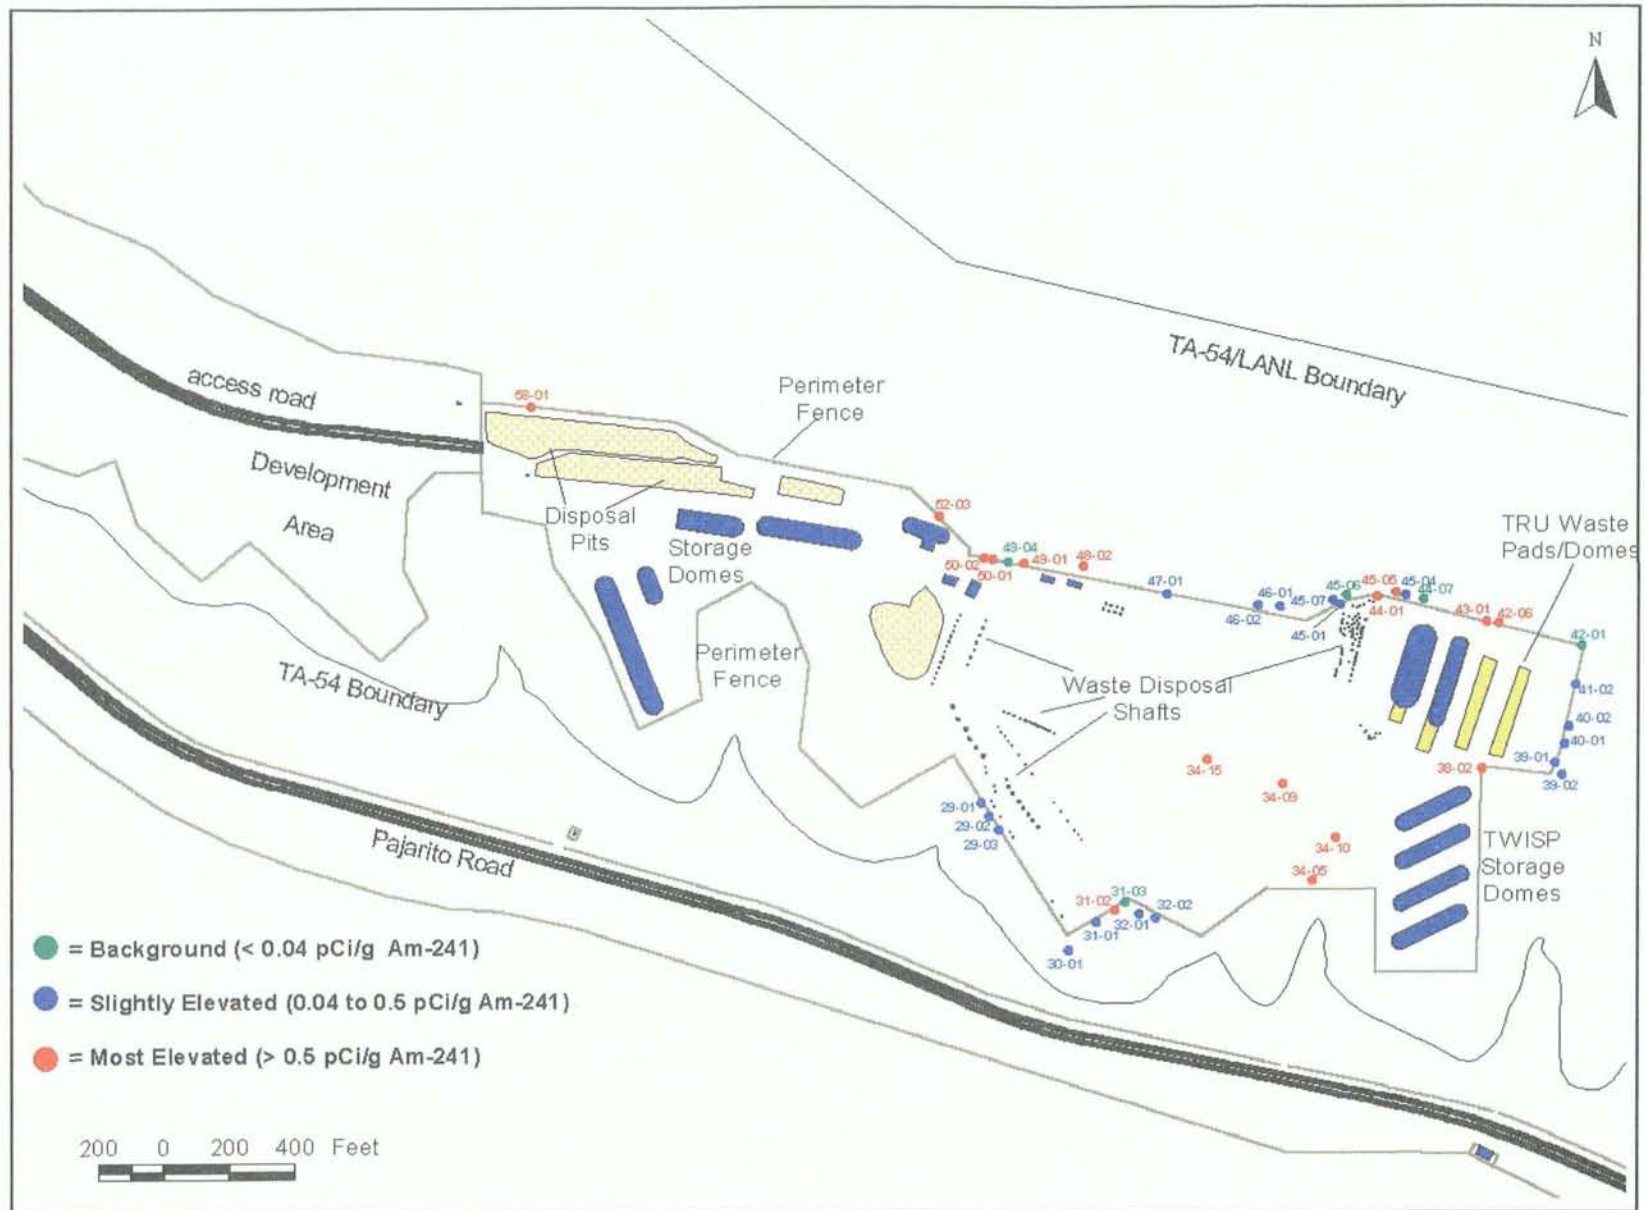 N
TA-54/LANL Boundary
access road
Perimeter
Fence
58-01
Development
Area
Disposal
Pits
Storage
Domes
52-03
TRU Waste
Pads/Domes
50-02
50-01
49-04
49-01
48-02
47-01
46-01
46-02
45-07
45-01
45-06
45-05
45-04
44-07
44-01
43-01
42-06
42-01
41-02
40-02
40-01
39-01
39-02
38-02
Perimeter
Fence
TA-54 Boundary
Waste Disposal
Shafts
34-15
34-09
34-10
34-05
29-01
29-02
29-03
TWISP
Storage
Domes
Pajarito Road
31-03
31-02
32-02
32-01
31-01
30-01
= Background (< 0.04 pCi/g Am-241)
= Slightly Elevated (0.04 to 0.5 pCi/g Am-241)
= Most Elevated (> 0.5 pCi/g Am-241)
200 0 200 400 Feet